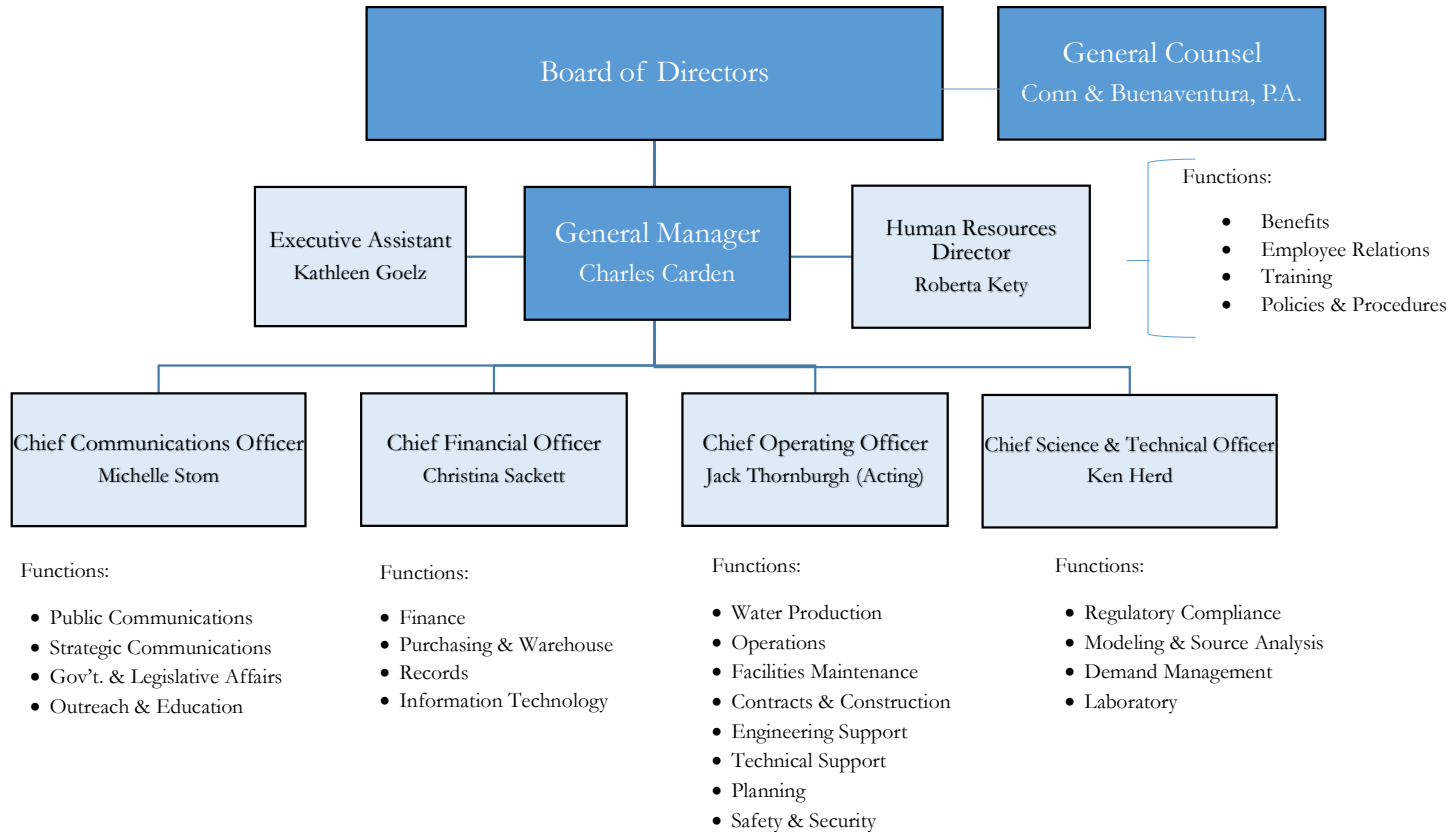 Board of Directors
General Counsel
Conn & Buenaventura, P.A.
Executive Assistant
Kathleen Goelz
General Manager
Charles Carden
Human Resources
Director
Roberta Kety
Functions:
• Benefits
• Employee Relations
• Training
• Policies & Procedures
Chief Communications Officer
Michelle Stom
Chief Financial Officer
Christina Sackett
Chief Operating Officer
Jack Thornburgh (Acting)
Chief Science & Technical Officer
Ken Herd
Functions:
• Public Communications
• Strategic Communications
• Gov’t. & Legislative Affairs
• Outreach & Education
Functions:
• Finance
• Purchasing & Warehouse
• Records
• Information Technology
Functions:
• Water Production
• Operations
• Facilities Maintenance
• Contracts & Construction
• Engineering Support
• Technical Support
• Planning
• Safety & Security
Functions:
• Regulatory Compliance
• Modeling & Source Analysis
• Demand Management
• Laboratory